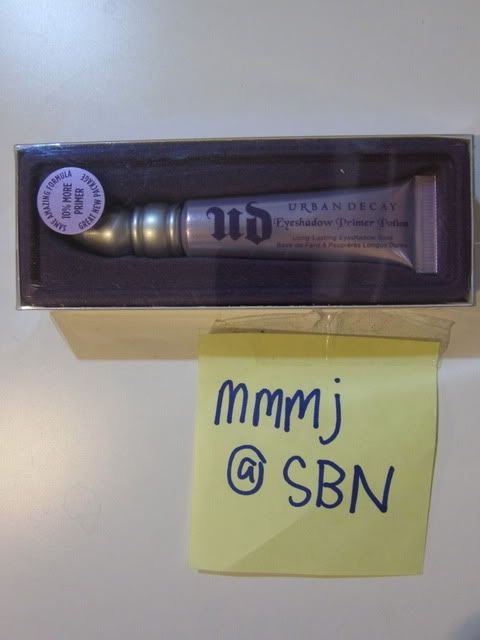 SAME AMAZING FORMULA
10% MORE
PRIMER
GREAT NEW PACKAGE
ud
URBAN DECAY
Eyeshadow Primer Potion
Long-Lasting Eyeshadow Base
Base de Fard à Paupières Longue Durée
mmmj
@ SBN